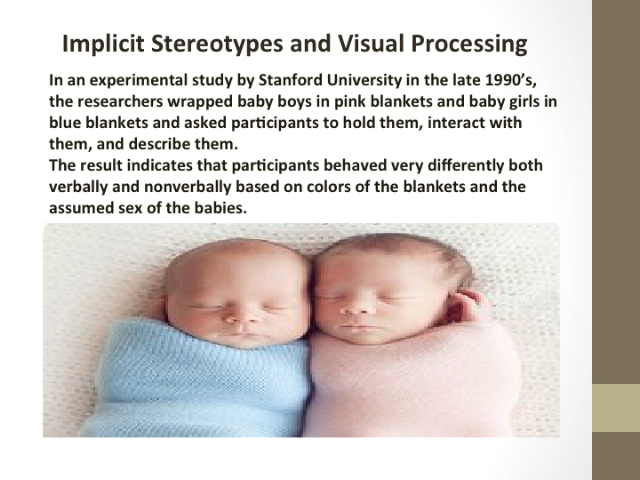 Implicit Stereotypes and Visual Processing
In an experimental study by Stanford University in the late 1990’s,
the researchers wrapped baby boys in pink blankets and baby girls in
blue blankets and asked participants to hold them, interact with
them, and describe them.
The result indicates that participants behaved very differently both
verbally and nonverbally based on colors of the blankets and the
assumed sex of the babies.